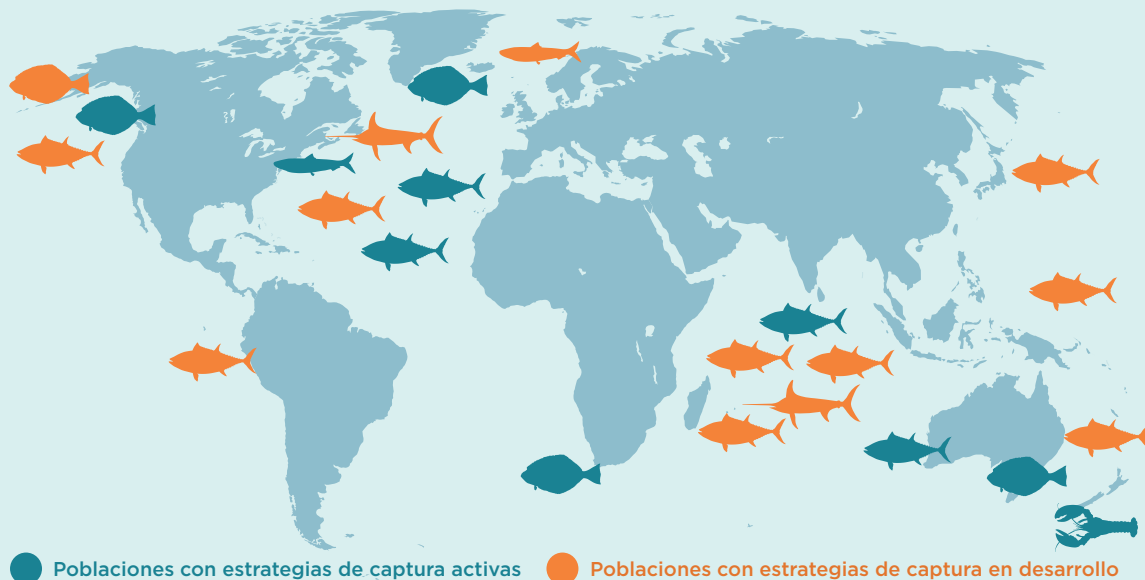 Poblaciones con estrategias de captura activas
Poblaciones con estrategias de captura en desarrollo